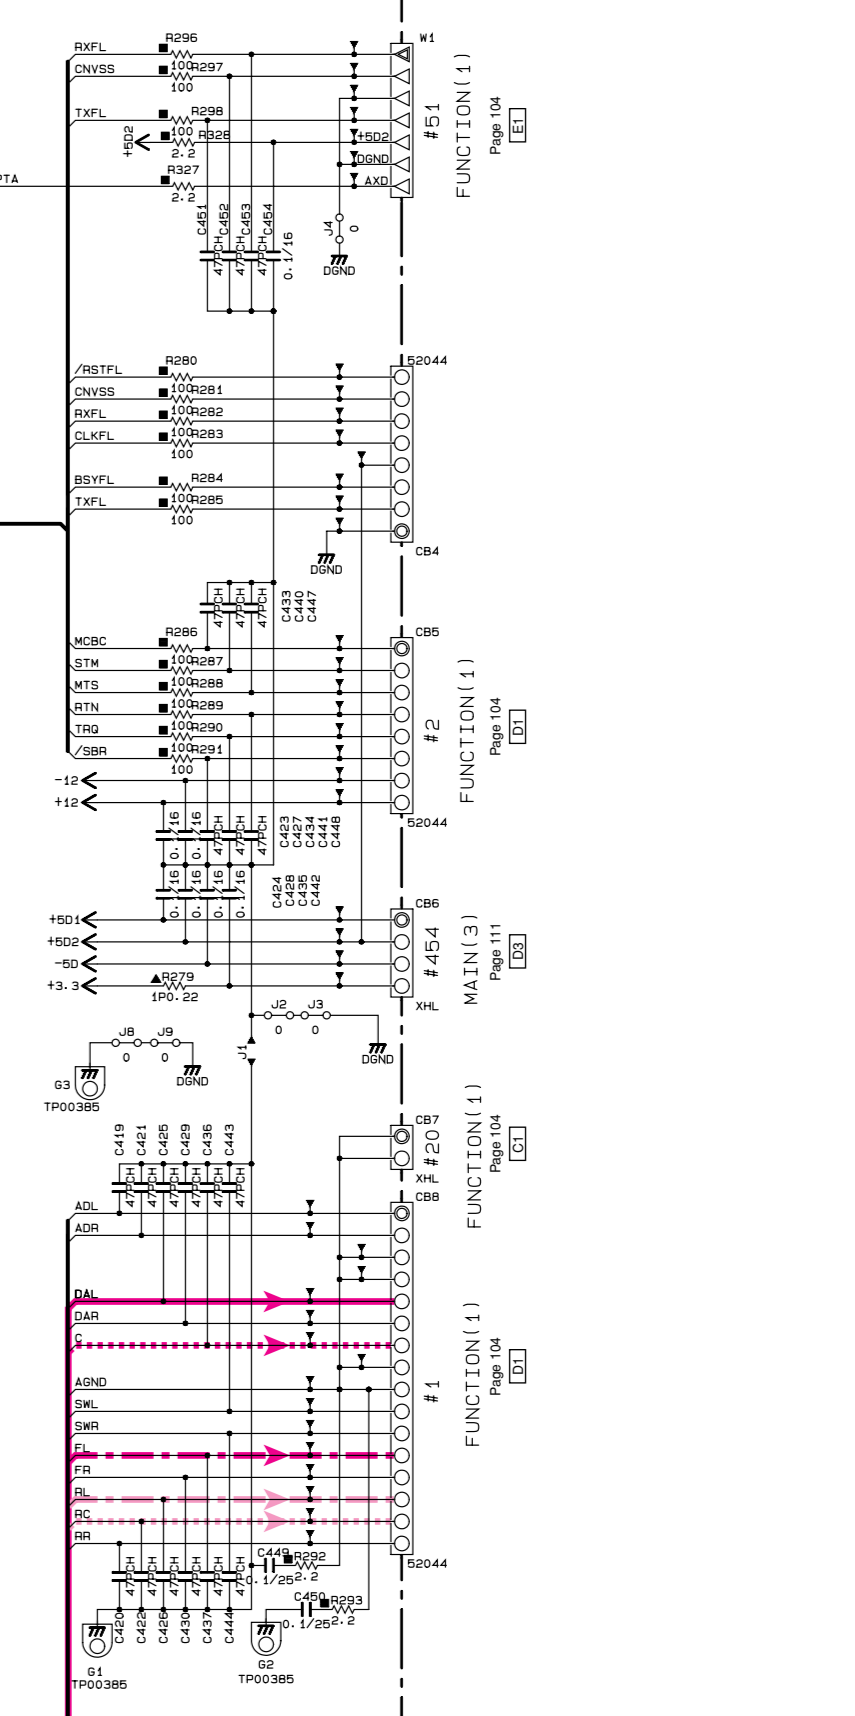 W1
RXFL R296
100
CNVSS R297
100
TXFL R298
100
+5D2 R328
2.2
+5D2
DGND
PTA R327
2.2
AXD
#51
FUNCTION(1)
Page 104
E1
C451
C452
C453
C454
47PCH
47PCH
47PCH
0.1/16
J4
0
DGND
52044
/RSTFL R280
100
CNVSS R281
100
RXFL R282
100
CLKFL R283
100
BSYFL R284
100
TXFL R285
100
CB4
DGND
47PCH
47PCH
47PCH
C433
C440
C447
CB5
MCBC R286
100
STM R287
100
MTS R288
100
RTN R289
100
TRQ R290
100
/SBR R291
100
-12
+12
52044
#2
FUNCTION(1)
Page 104
D1
0.1/16
0.1/16
47PCH
47PCH
47PCH
C423
C427
C434
C441
C448
0.1/16
0.1/16
0.1/16
0.1/16
C424
C428
C435
C442
CB6
+5D1
+5D2
-5D
+3.3 R279
1P0.22
XHL
#454
MAIN(3)
Page 111
D3
J2 J3
0 0
DGND
J8 J9
0 0
DGND
J1
G3
TP00385
CB7
XHL
#20
FUNCTION(1)
Page 104
C1
C419
C421
C425
C429
C436
C443
47PCH
47PCH
47PCH
47PCH
47PCH
47PCH
CB8
ADL
ADR
DAL
DAR
C
AGND
SWL
SWR
FL
FR
RL
RC
RR
52044
#1
FUNCTION(1)
Page 104
D1
47PCH
47PCH
47PCH
47PCH
47PCH
47PCH
C420
C422
C426
C430
C437
C444
C449 R292
0.1/25 2.2
C450 R293
0.1/25 2.2
G1
TP00385
G2
TP00385